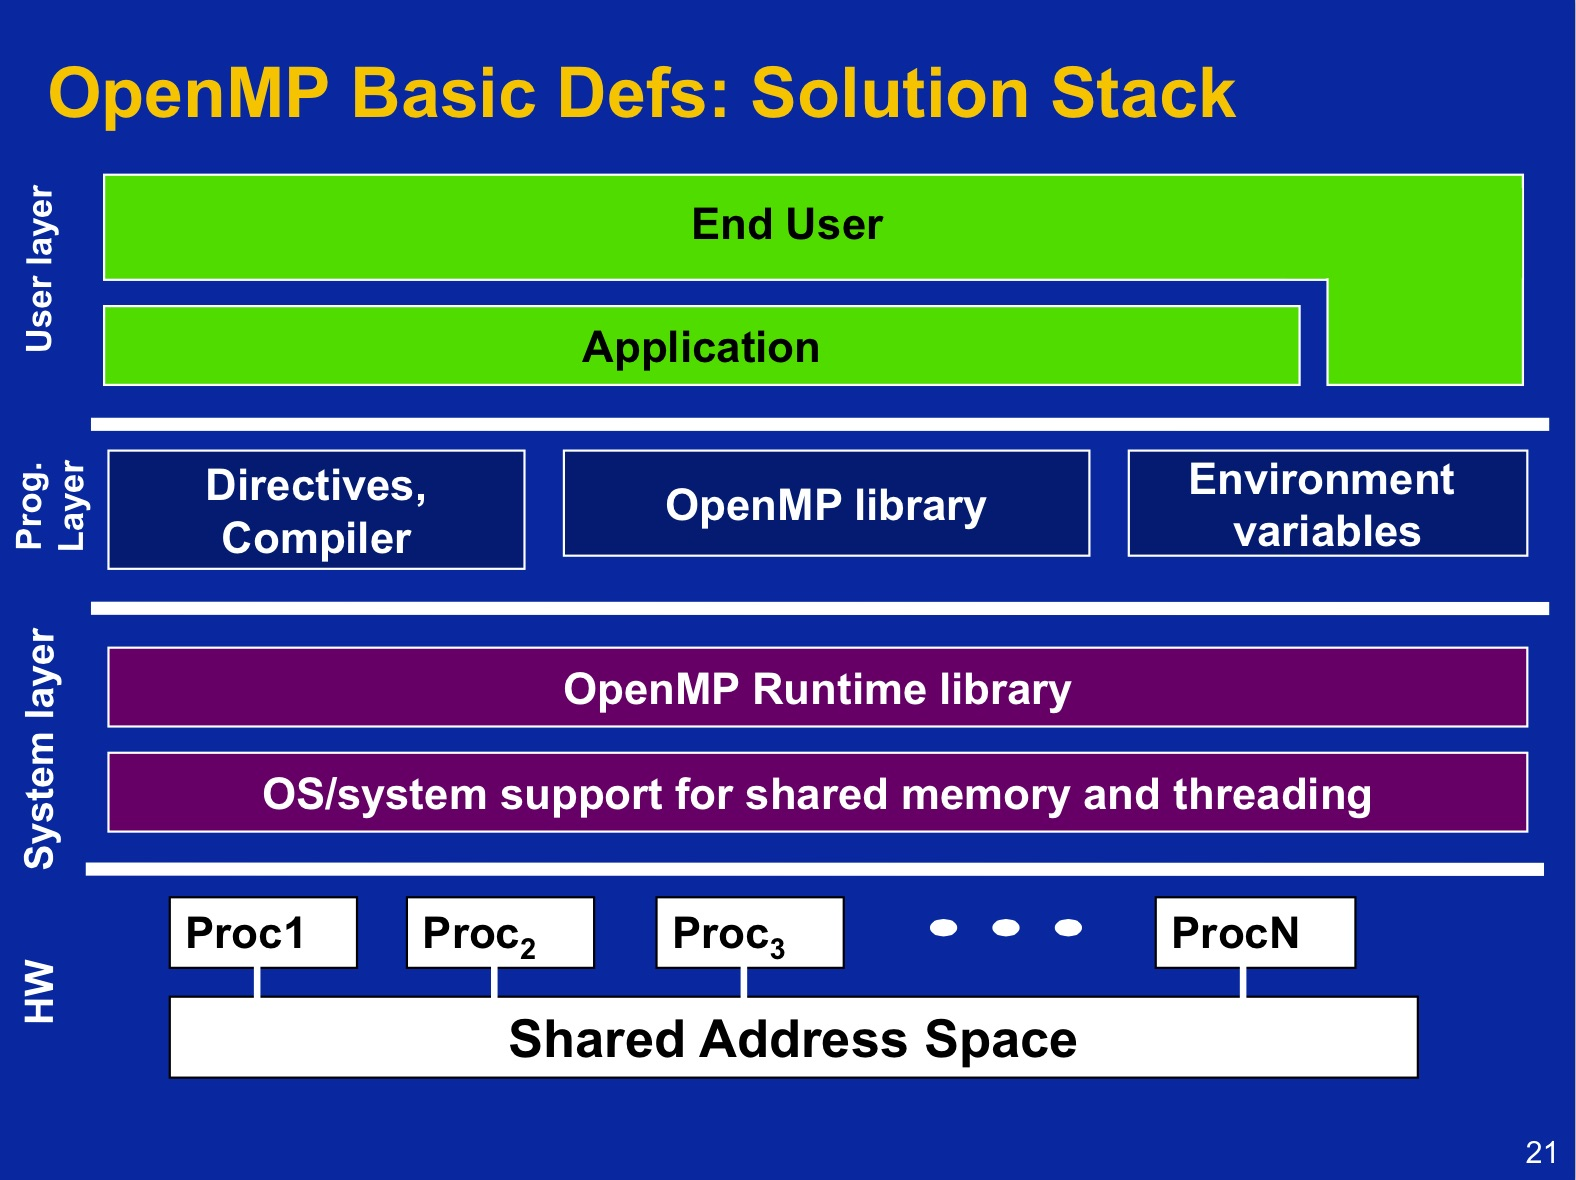 OpenMP Basic Defs: Solution Stack
User layer
End User
Application
Prog.
Layer
Directives,
Compiler
OpenMP library
Environment
variables
System layer
OpenMP Runtime library
OS/system support for shared memory and threading
HW
Proc1
Proc2
Proc3
ProcN
Shared Address Space
21